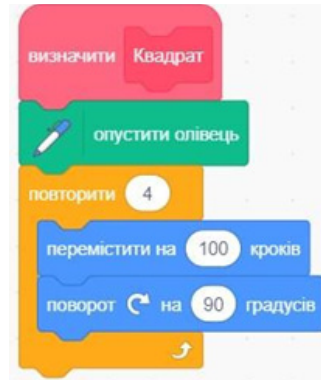 визначити Квадрат
опустити олівець
повторити 4
перемістити на 100 кроків
поворот на 90 градусів